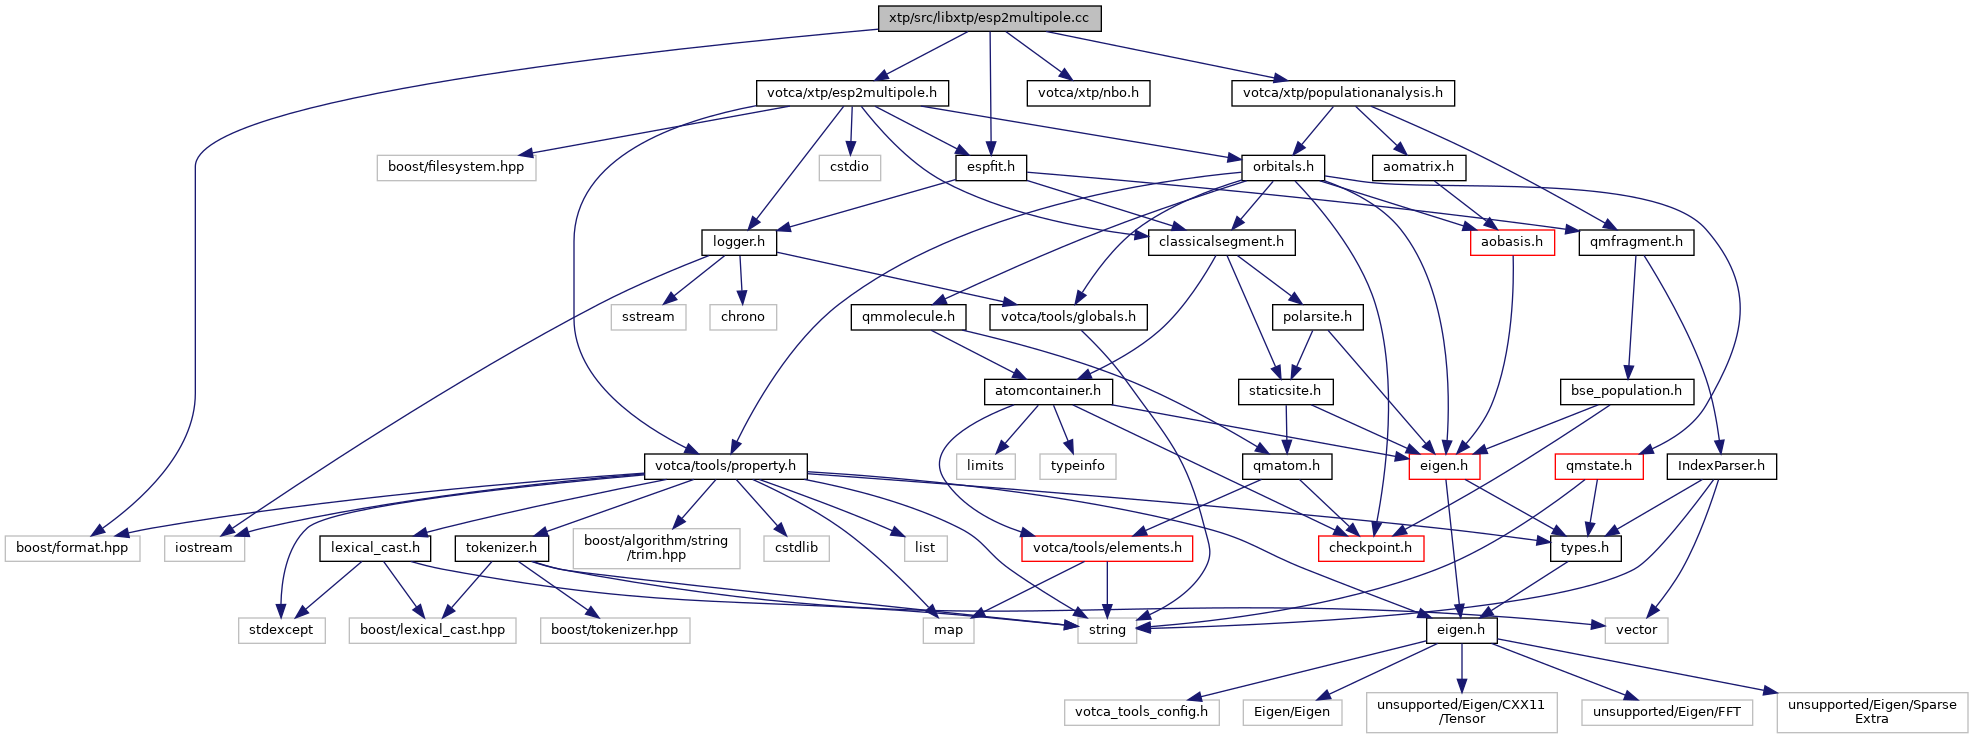 xtp/src/libxtp/esp2multipole.cc
votca/xtp/esp2multipole.h
votca/xtp/nbo.h
votca/xtp/populationanalysis.h
boost/filesystem.hpp
cstdio
espfit.h
orbitals.h
aomatrix.h
logger.h
classicalsegment.h
aobasis.h
qmfragment.h
sstream
chrono
qmmolecule.h
votca/tools/globals.h
polarsite.h
atomcontainer.h
staticsite.h
bse_population.h
votca/tools/property.h
limits
typeinfo
qmatom.h
eigen.h
qmstate.h
IndexParser.h
boost/format.hpp
iostream
lexical_cast.h
tokenizer.h
boost/algorithm/string
/trim.hpp
cstdlib
list
votca/tools/elements.h
checkpoint.h
types.h
stdexcept
boost/lexical_cast.hpp
boost/tokenizer.hpp
map
string
eigen.h
vector
votca_tools_config.h
Eigen/Eigen
unsupported/Eigen/CXX11
/Tensor
unsupported/Eigen/FFT
unsupported/Eigen/Sparse
Extra